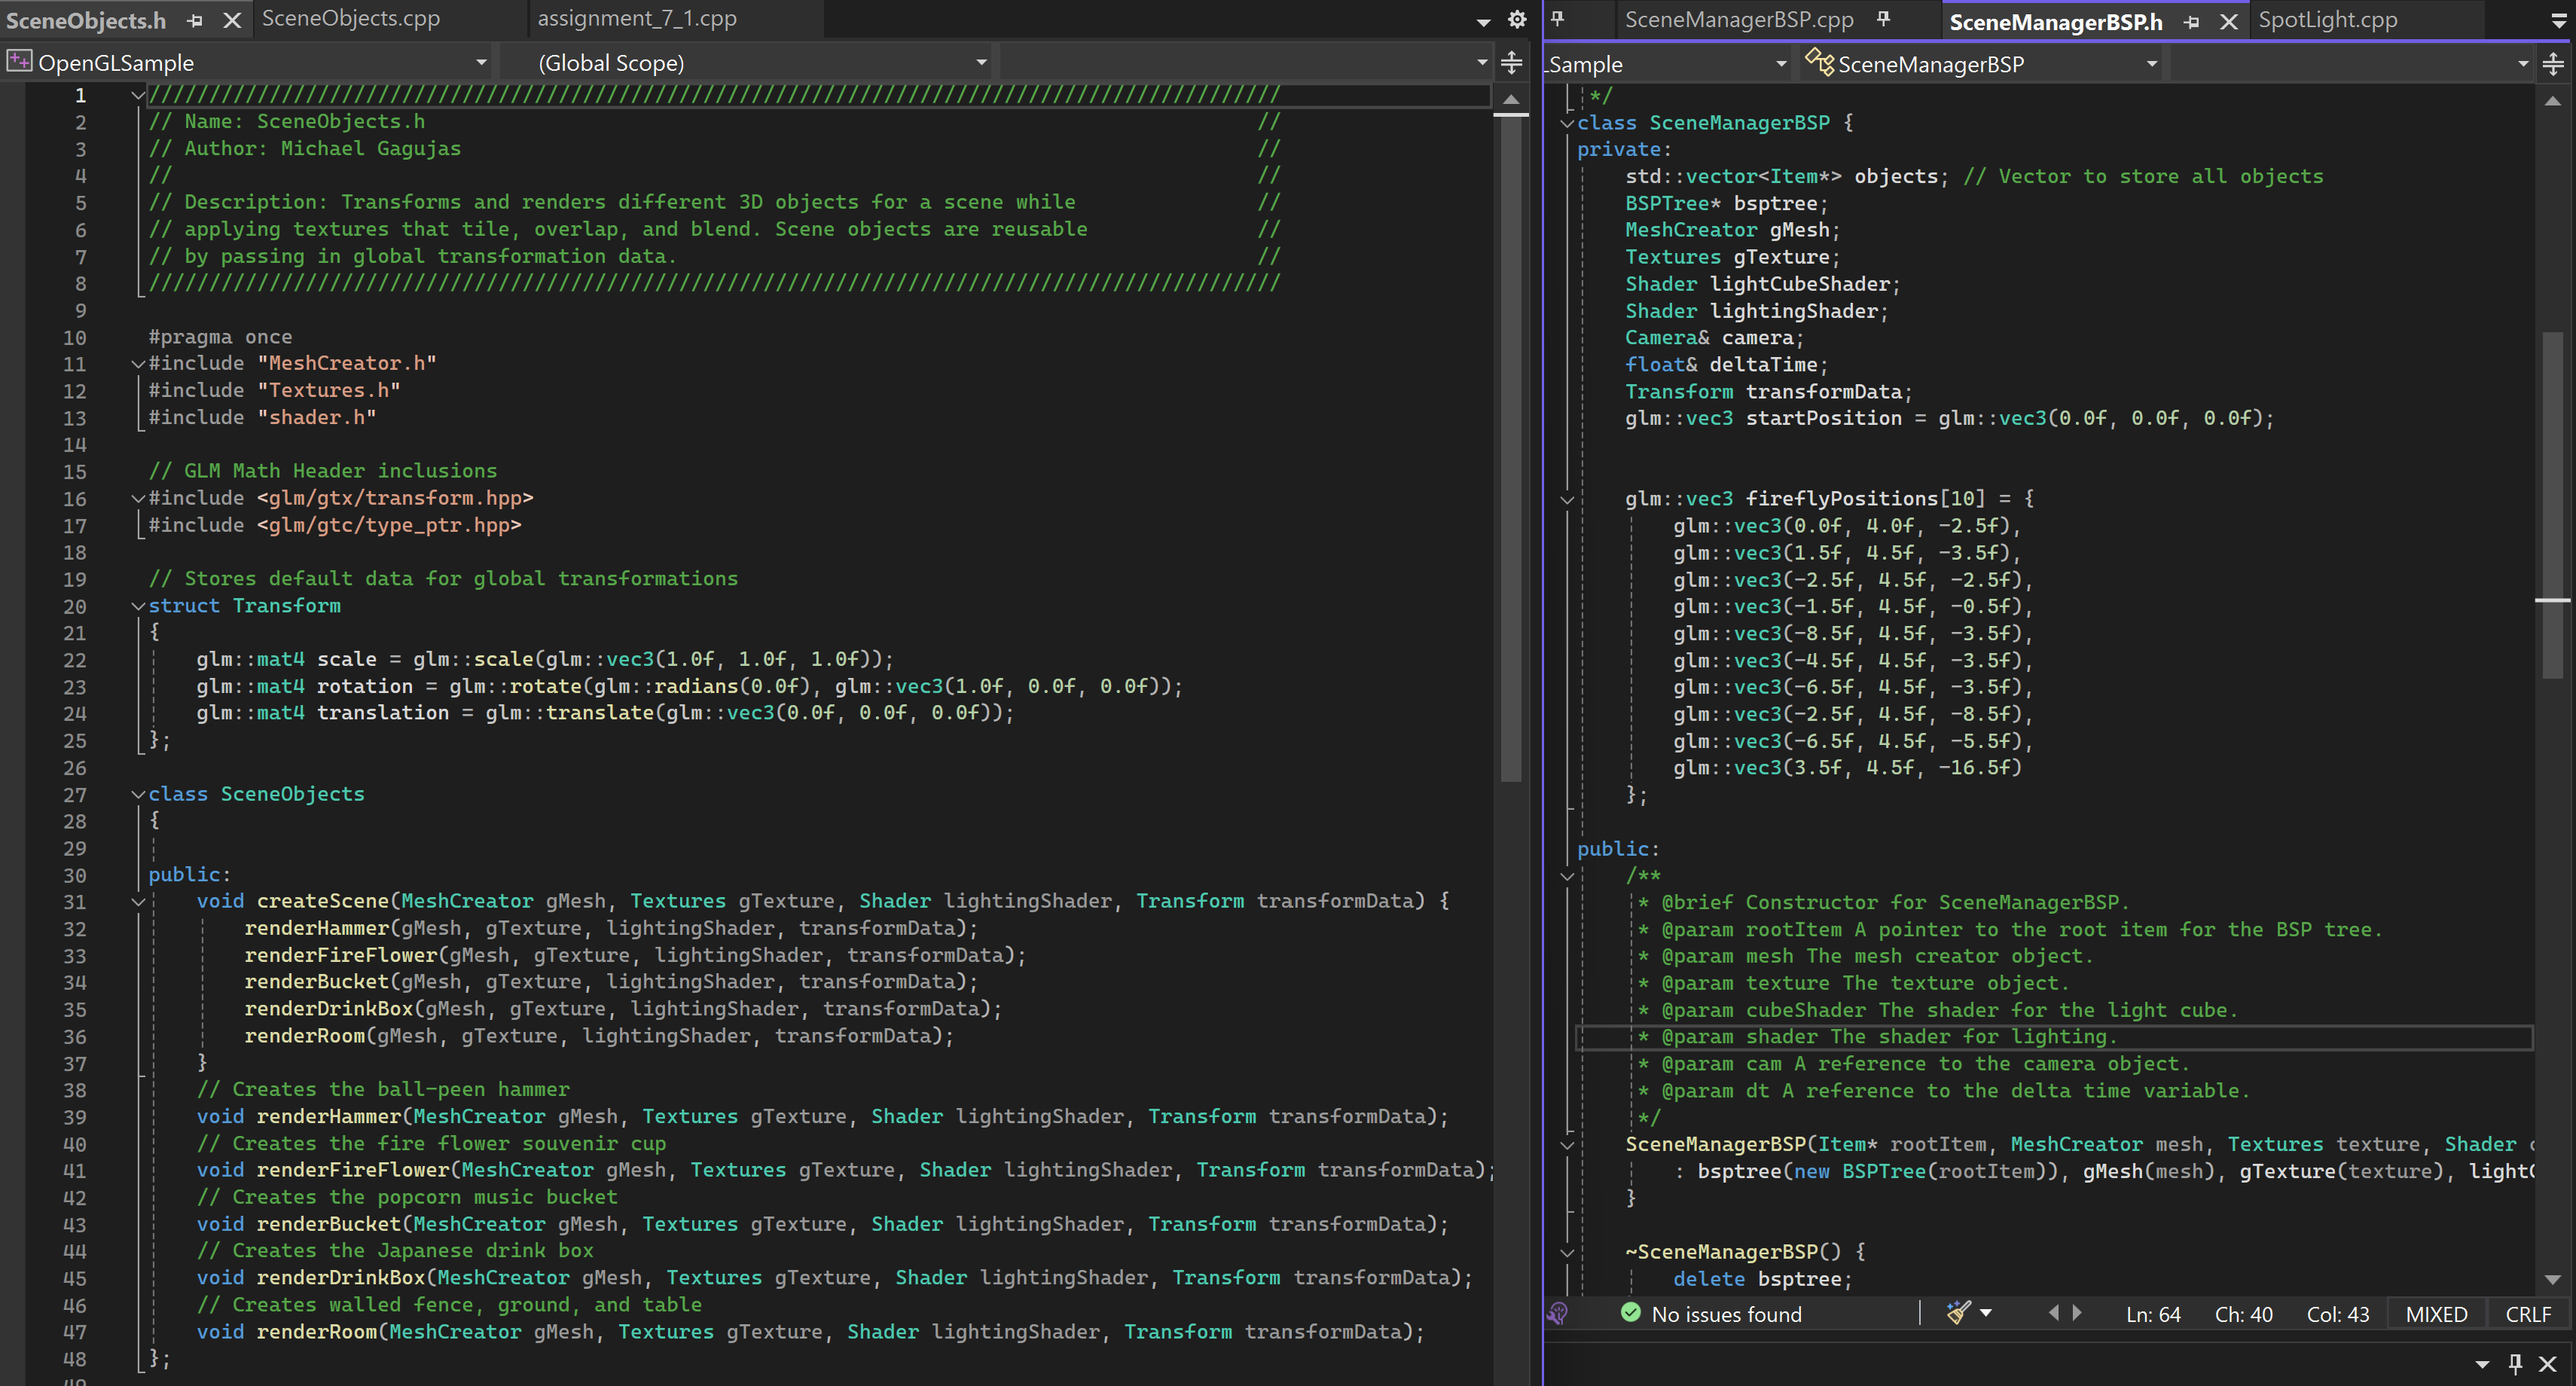 SceneObjects.h SceneObjects.cpp assignment_7_1.cpp
OpenGLSample (Global Scope)
1 //////////////////////////////////////////////////////////////////////////////////////////////
2 // Name: SceneObjects.h //
3 // Author: Michael Gagujas //
4 // //
5 // Description: Transforms and renders different 3D objects for a scene while //
6 // applying textures that tile, overlap, and blend. Scene objects are reusable //
7 // by passing in global transformation data. //
8 //////////////////////////////////////////////////////////////////////////////////////////////
9
10 #pragma once
11 #include "MeshCreator.h"
12 #include "Textures.h"
13 #include "shader.h"
14
15 // GLM Math Header inclusions
16 #include <glm/gtx/transform.hpp>
17 #include <glm/gtc/type_ptr.hpp>
18
19 // Stores default data for global transformations
20 struct Transform
21 {
22 glm::mat4 scale = glm::scale(glm::vec3(1.0f, 1.0f, 1.0f));
23 glm::mat4 rotation = glm::rotate(glm::radians(0.0f), glm::vec3(1.0f, 0.0f, 0.0f));
24 glm::mat4 translation = glm::translate(glm::vec3(0.0f, 0.0f, 0.0f));
25 };
26
27 class SceneObjects
28 {
29
30 public:
31 void createScene(MeshCreator gMesh, Textures gTexture, Shader lightingShader, Transform transformData) {
32 renderHammer(gMesh, gTexture, lightingShader, transformData);
33 renderFireFlower(gMesh, gTexture, lightingShader, transformData);
34 renderBucket(gMesh, gTexture, lightingShader, transformData);
35 renderDrinkBox(gMesh, gTexture, lightingShader, transformData);
36 renderRoom(gMesh, gTexture, lightingShader, transformData);
37 }
38 // Creates the ball-peen hammer
39 void renderHammer(MeshCreator gMesh, Textures gTexture, Shader lightingShader, Transform transformData);
40 // Creates the fire flower souvenir cup
41 void renderFireFlower(MeshCreator gMesh, Textures gTexture, Shader lightingShader, Transform transformData);
42 // Creates the popcorn music bucket
43 void renderBucket(MeshCreator gMesh, Textures gTexture, Shader lightingShader, Transform transformData);
44 // Creates the Japanese drink box
45 void renderDrinkBox(MeshCreator gMesh, Textures gTexture, Shader lightingShader, Transform transformData);
46 // Creates walled fence, ground, and table
47 void renderRoom(MeshCreator gMesh, Textures gTexture, Shader lightingShader, Transform transformData);
48 };
SceneManagerBSP.cpp SceneManagerBSP.h SpotLight.cpp
LSample SceneManagerBSP
*/
class SceneManagerBSP {
private:
std::vector<Item*> objects; // Vector to store all objects
BSPTree* bsptree;
MeshCreator gMesh;
Textures gTexture;
Shader lightCubeShader;
Shader lightingShader;
Camera& camera;
float& deltaTime;
Transform transformData;
glm::vec3 startPosition = glm::vec3(0.0f, 0.0f, 0.0f);
glm::vec3 fireflyPositions[10] = {
glm::vec3(0.0f, 4.0f, -2.5f),
glm::vec3(1.5f, 4.5f, -3.5f),
glm::vec3(-2.5f, 4.5f, -2.5f),
glm::vec3(-1.5f, 4.5f, -0.5f),
glm::vec3(-8.5f, 4.5f, -3.5f),
glm::vec3(-4.5f, 4.5f, -3.5f),
glm::vec3(-6.5f, 4.5f, -3.5f),
glm::vec3(-2.5f, 4.5f, -8.5f),
glm::vec3(-6.5f, 4.5f, -5.5f),
glm::vec3(3.5f, 4.5f, -16.5f)
};
public:
/**
* @brief Constructor for SceneManagerBSP.
* @param rootItem A pointer to the root item for the BSP tree.
* @param mesh The mesh creator object.
* @param texture The texture object.
* @param cubeShader The shader for the light cube.
* @param shader The shader for lighting.
* @param cam A reference to the camera object.
* @param dt A reference to the delta time variable.
*/
SceneManagerBSP(Item* rootItem, MeshCreator mesh, Textures texture, Shader
: bsptree(new BSPTree(rootItem)), gMesh(mesh), gTexture(texture),
}
~SceneManagerBSP() {
delete bsptree;
No issues found Ln: 64 Ch: 40 Col: 43 MIXED CRLF